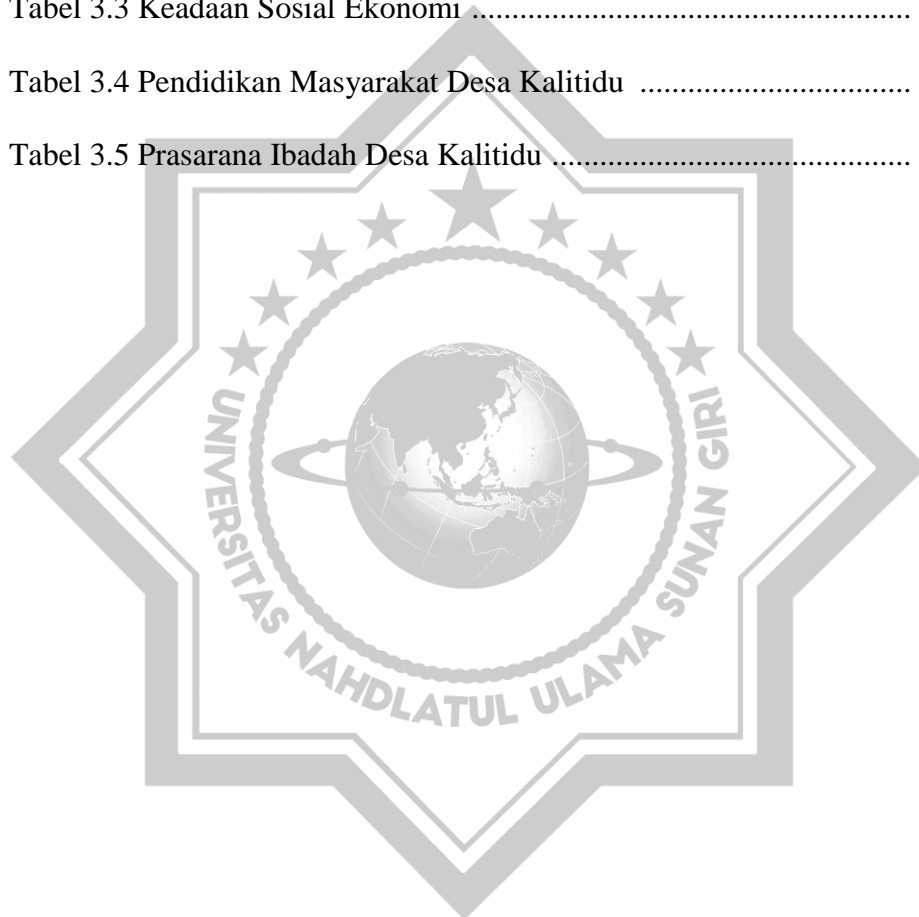 Tabel 3.3 Keadaan Sosial Ekonomi ........................................................
Tabel 3.4 Pendidikan Masyarakat Desa Kalitidu ..................................
Tabel 3.5 Prasarana Ibadah Desa Kalitidu .............................................
UNIVERSITAS NAHDLATUL ULAMA SUNAN GIRI